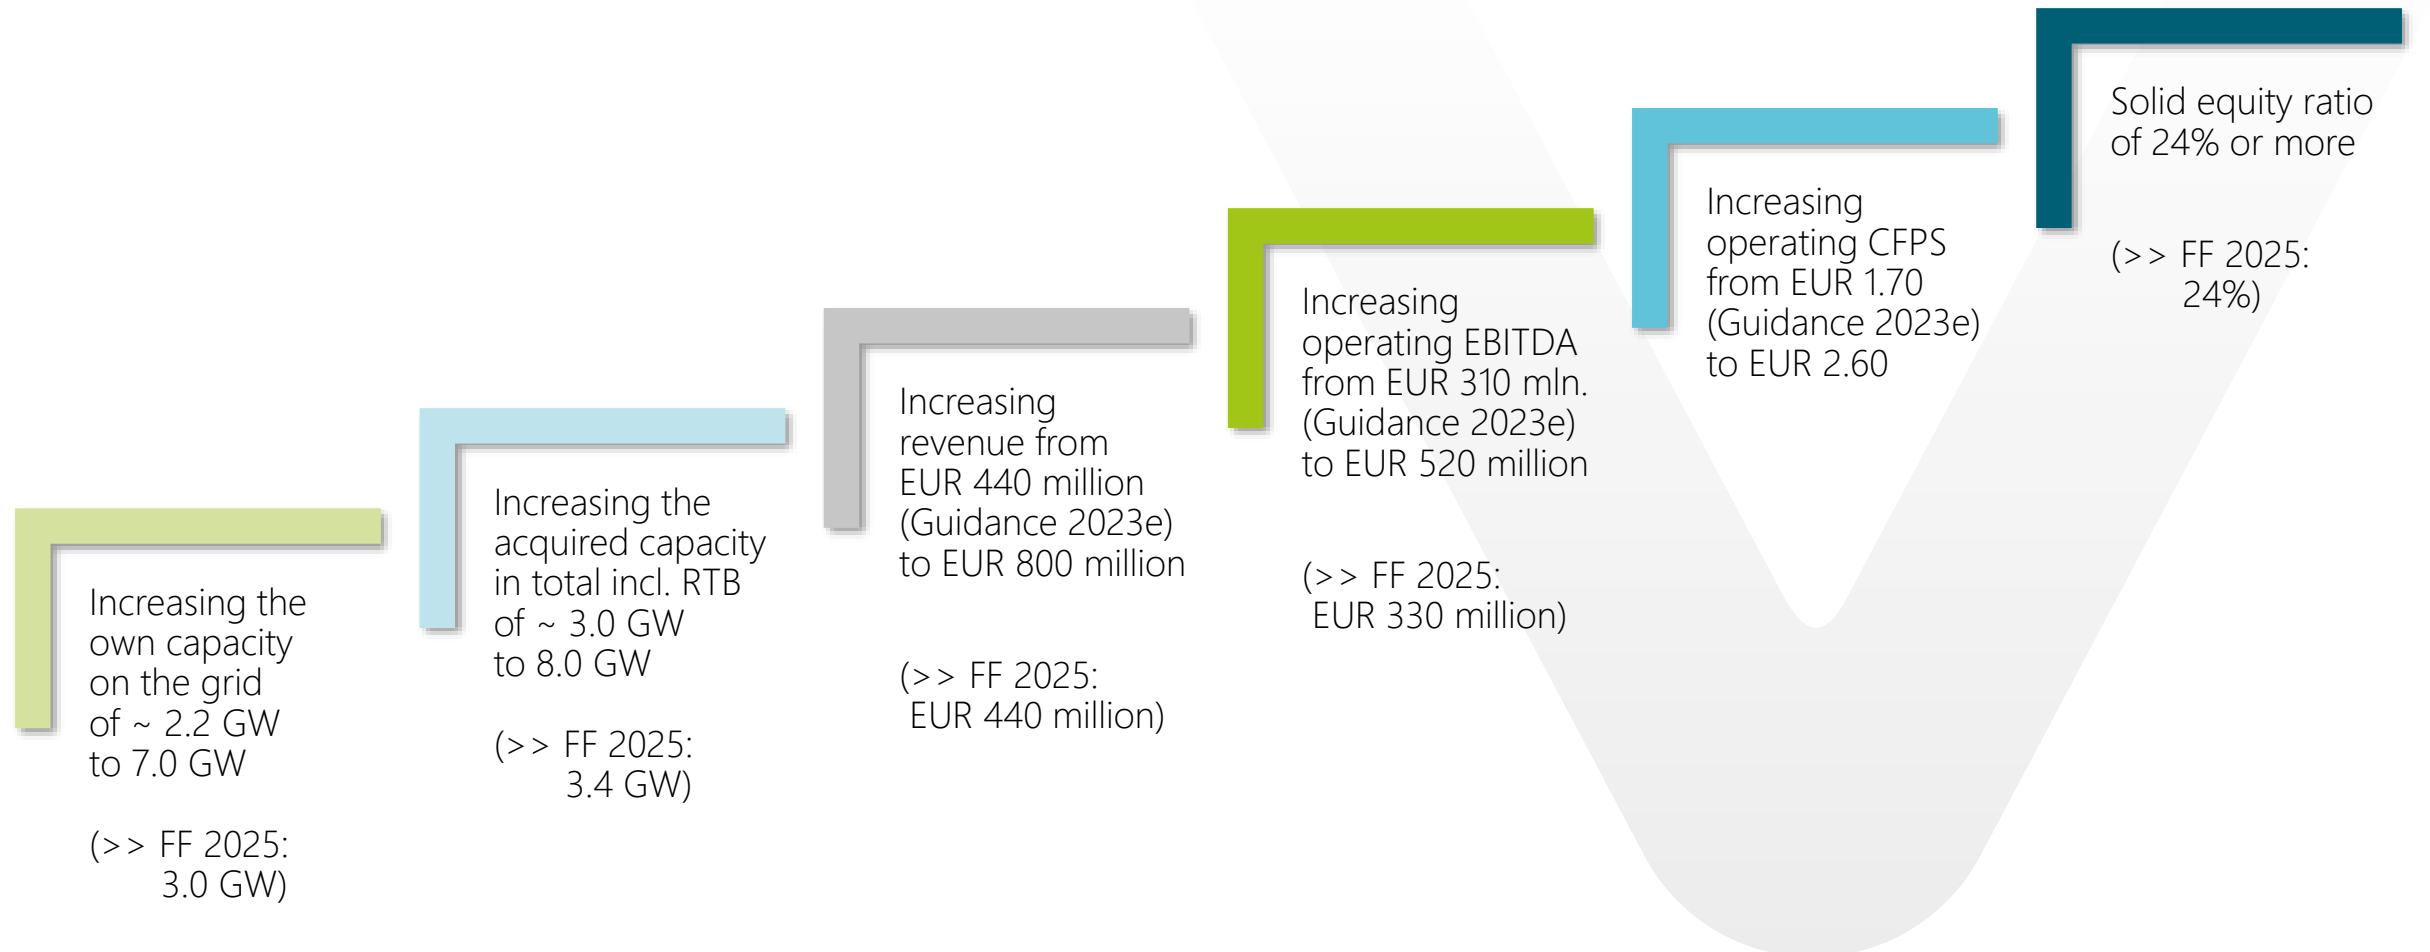 Increasing the
own capacity
on the grid
of ~ 2.2 GW
to 7.0 GW
(>> FF 2025:
3.0 GW)
Increasing the
acquired capacity
in total incl. RTB
of ~ 3.0 GW
to 8.0 GW
(>> FF 2025:
3.4 GW)
Increasing
revenue from
EUR 440 million
(Guidance 2023e)
to EUR 800 million
(>> FF 2025:
EUR 440 million)
Increasing
operating EBITDA
from EUR 310 mln.
(Guidance 2023e)
to EUR 520 million
(>> FF 2025:
EUR 330 million)
Increasing
operating CFPS
from EUR 1.70
(Guidance 2023e)
to EUR 2.60
Solid equity ratio
of 24% or more
(>> FF 2025:
24%)